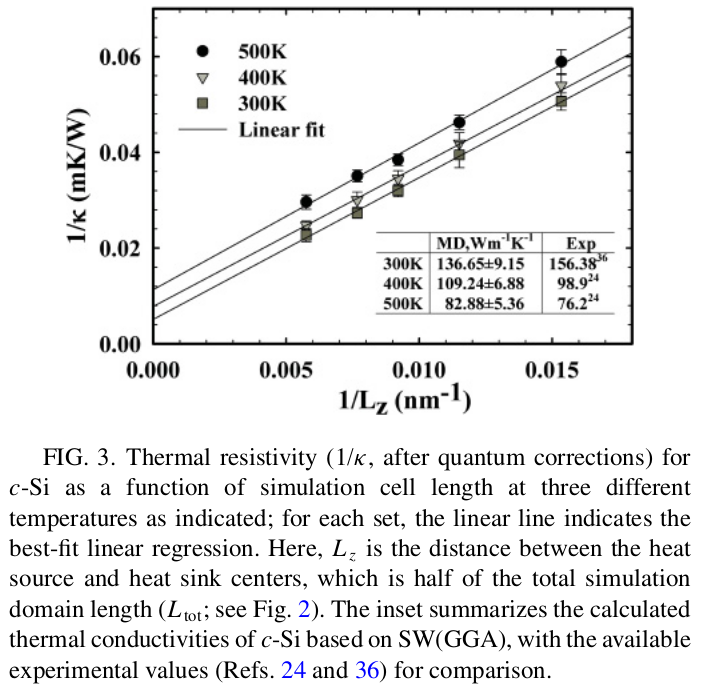 0.06
0.04
0.02
0.00
1/κ (mK/W)
500K
400K
300K
Linear fit
MD,Wm⁻¹K⁻¹ Exp
300K 136.65±9.15 156.38³⁶
400K 109.24±6.88 98.9²⁴
500K 82.88±5.36 76.2²⁴
0.000 0.005 0.010 0.015
1/L_z (nm⁻¹)
FIG. 3. Thermal resistivity (1/κ, after quantum corrections) for
c-Si as a function of simulation cell length at three different
temperatures as indicated; for each set, the linear line indicates the
best-fit linear regression. Here, L_z is the distance between the heat
source and heat sink centers, which is half of the total simulation
domain length (L_tot; see Fig. 2). The inset summarizes the calculated
thermal conductivities of c-Si based on SW(GGA), with the available
experimental values (Refs. 24 and 36) for comparison.